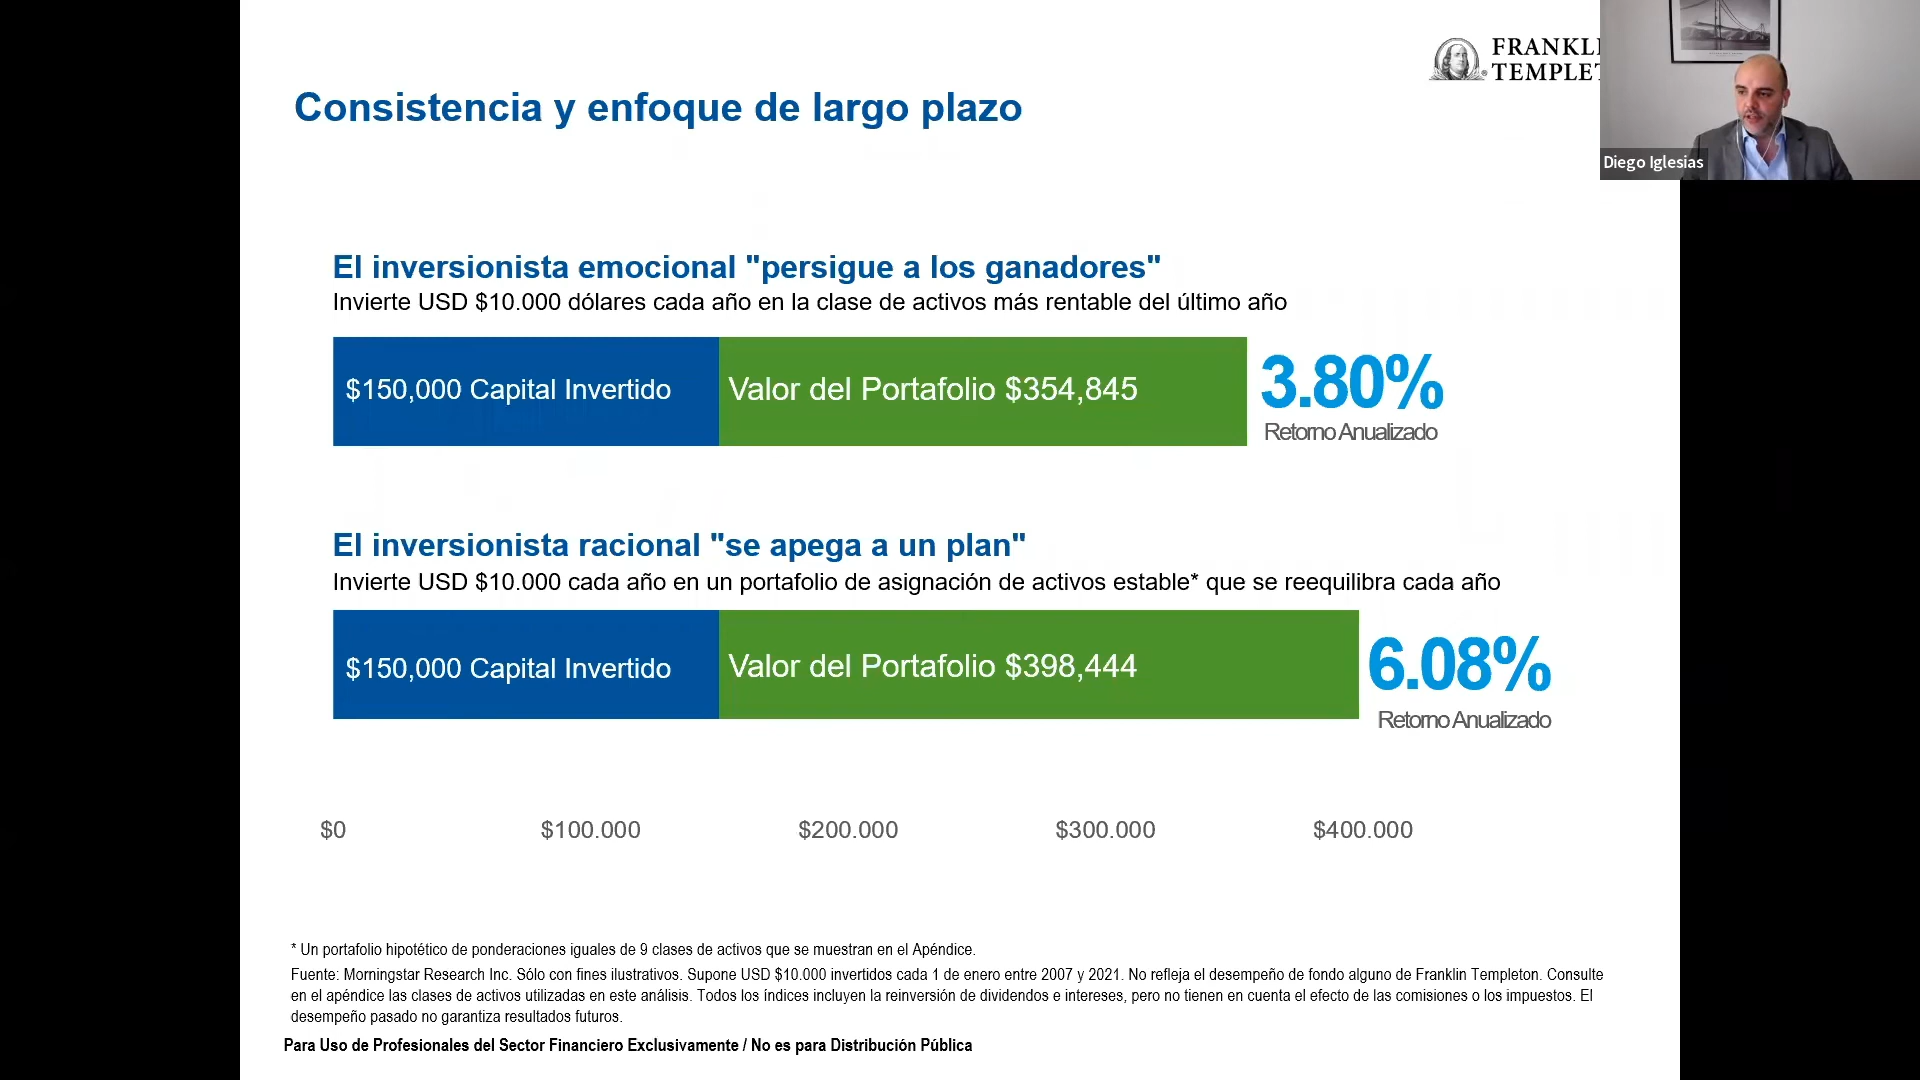 FRANKLI
TEMPLET
Consistencia y enfoque de largo plazo
Diego Iglesias
El inversionista emocional "persigue a los ganadores"
Invierte USD $10.000 dólares cada año en la clase de activos más rentable del último año
$150,000 Capital Invertido
Valor del Portafolio $354,845
3.80%
Retorno Anualizado
El inversionista racional "se apega a un plan"
Invierte USD $10.000 cada año en un portafolio de asignación de activos estable* que se reequilibra cada año
$150,000 Capital Invertido
Valor del Portafolio $398,444
6.08%
Retorno Anualizado
$0 $100.000 $200.000 $300.000 $400.000
* Un portafolio hipotético de ponderaciones iguales de 9 clases de activos que se muestran en el Apéndice.
Fuente: Morningstar Research Inc. Sólo con fines ilustrativos. Supone USD $10.000 invertidos cada 1 de enero entre 2007 y 2021. No refleja el desempeño de fondo alguno de Franklin Templeton. Consulte
en el apéndice las clases de activos utilizadas en este análisis. Todos los índices incluyen la reinversión de dividendos e intereses, pero no tienen en cuenta el efecto de las comisiones o los impuestos. El
desempeño pasado no garantiza resultados futuros.
Para Uso de Profesionales del Sector Financiero Exclusivamente / No es para Distribución Pública